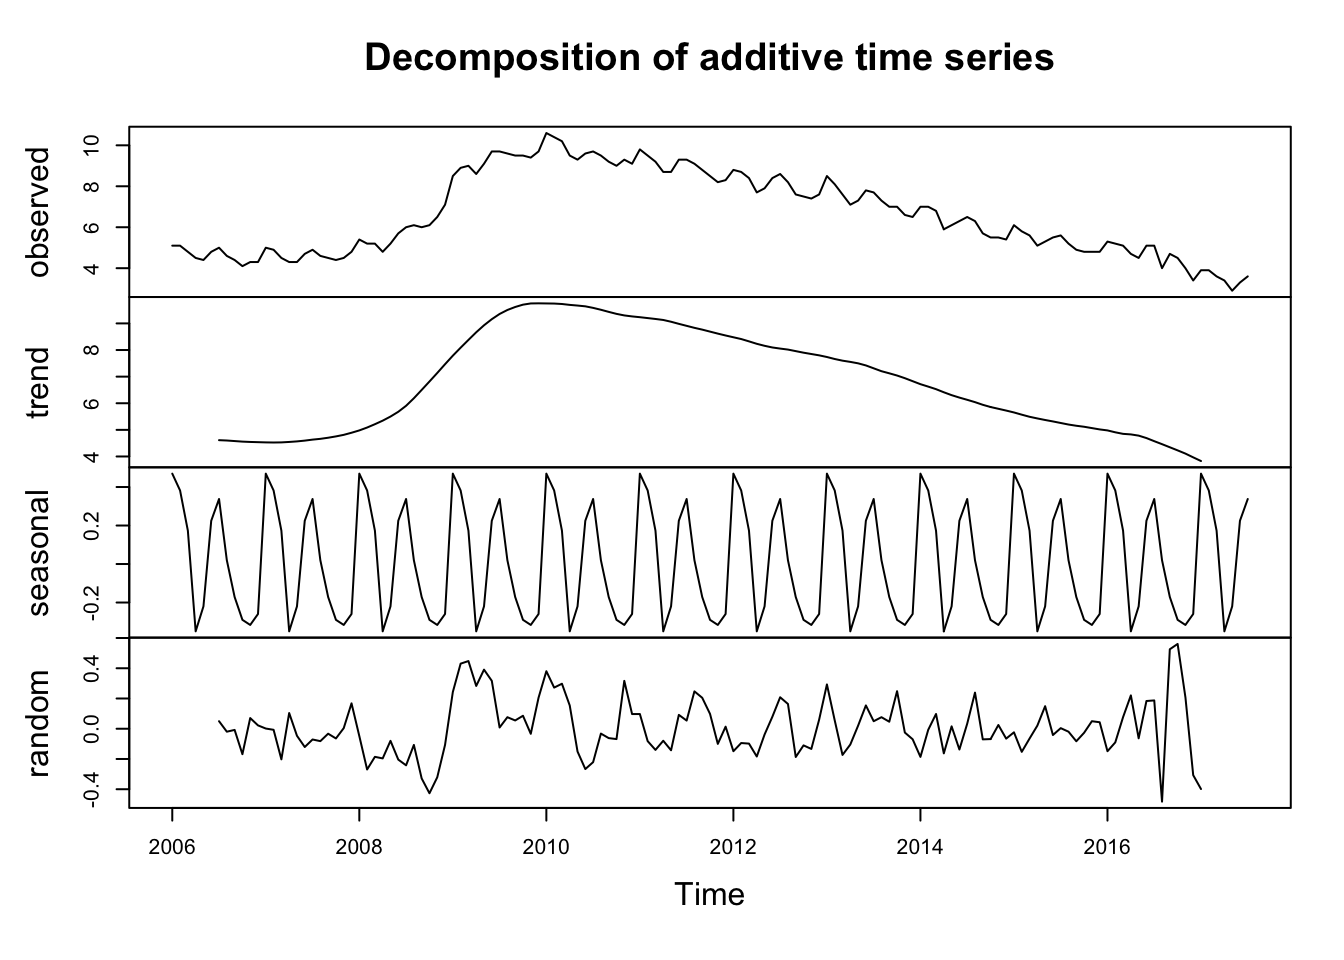 Decomposition of additive time series
observed
4 6 8 10
trend
4 6 8
seasonal
-0.2 0.2
random
-0.4 0.0 0.4
2006 2008 2010 2012 2014 2016
Time